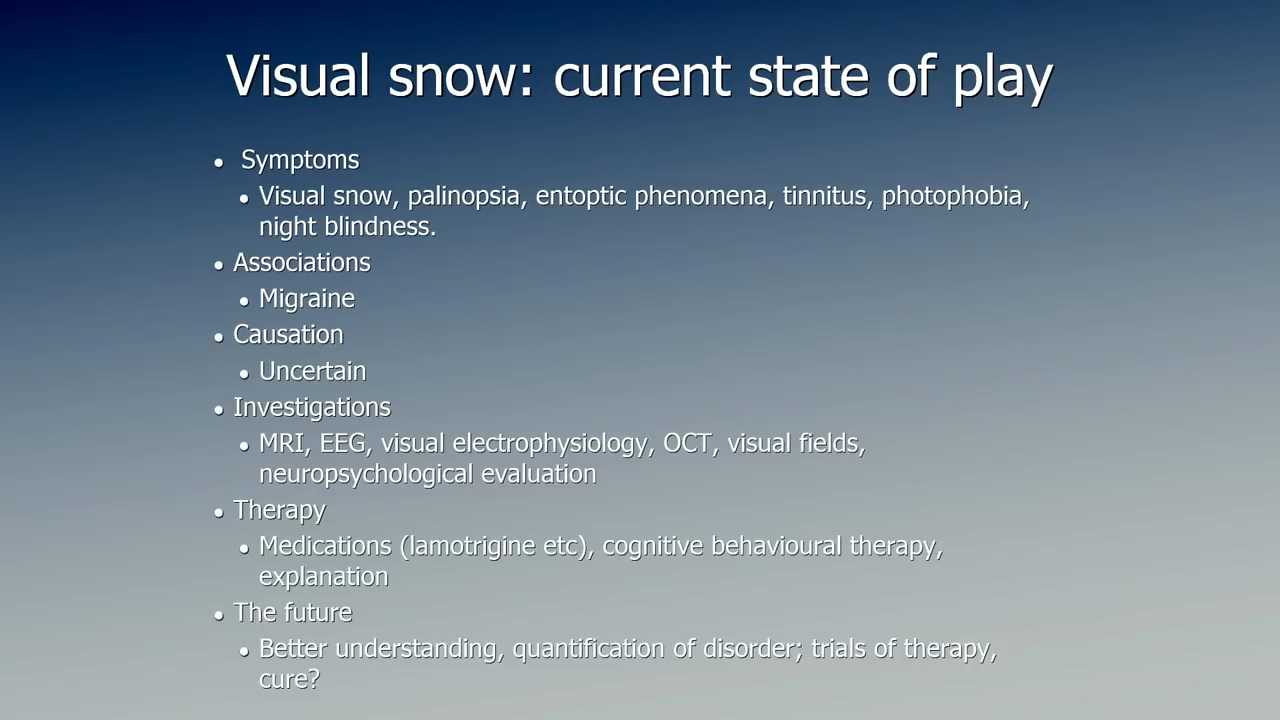 Visual snow: current state of play
• Symptoms
• Visual snow, palinopsia, entoptic phenomena, tinnitus, photophobia,
night blindness.
• Associations
• Migraine
• Causation
• Uncertain
• Investigations
• MRI, EEG, visual electrophysiology, OCT, visual fields,
neuropsychological evaluation
• Therapy
• Medications (lamotrigine etc), cognitive behavioural therapy,
explanation
• The future
• Better understanding, quantification of disorder; trials of therapy,
cure?